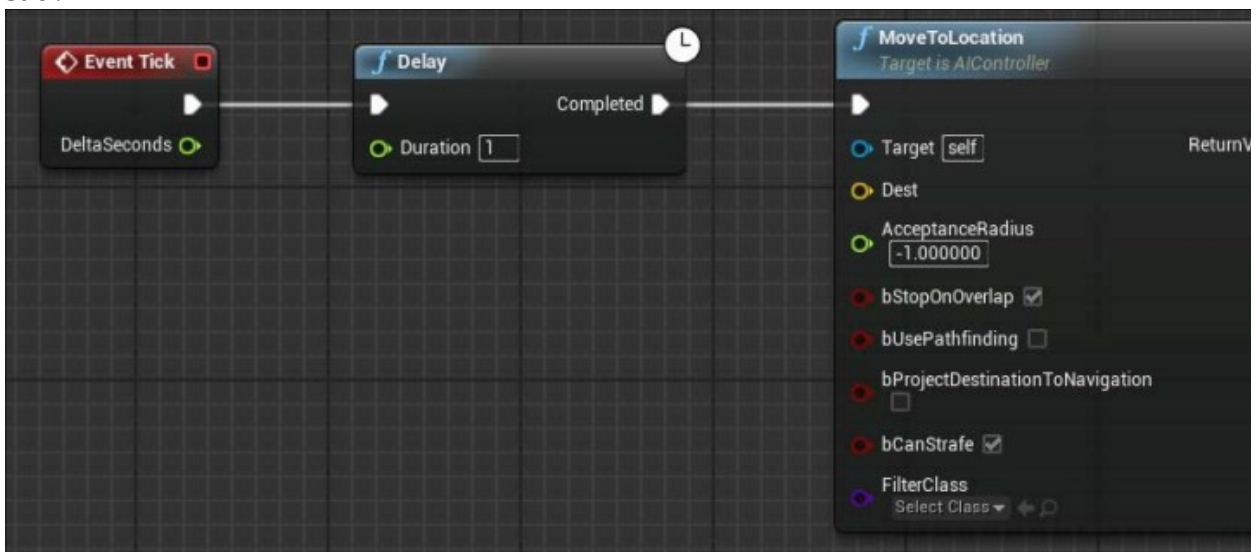 Event Tick
DeltaSeconds
Delay
Completed
Duration 1
MoveToLocation
Target is AIController
Target self
ReturnV
Dest
AcceptanceRadius
-1.000000
bStopOnOverlap
bUsePathfinding
bProjectDestinationToNavigation
bCanStrafe
FilterClass
Select Class